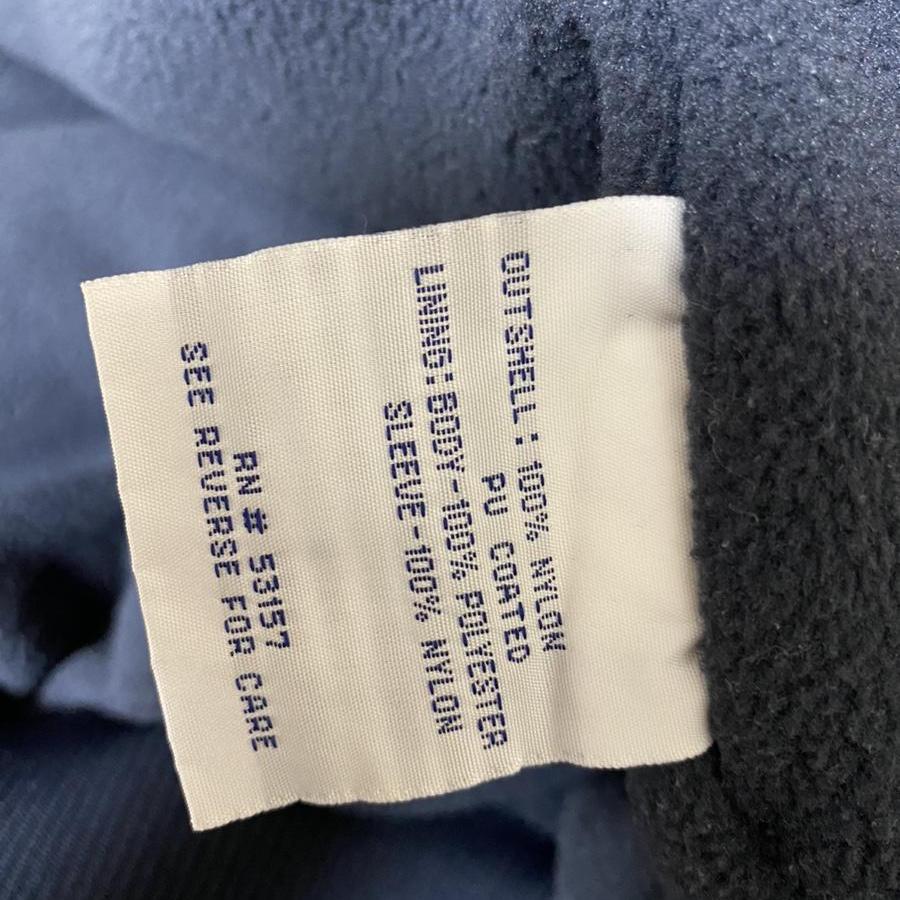 OUTSHELL: 100% NYLON
PU COATED
LINING: BODY-100% POLYESTER
SLEEVE-100% NYLON
RN # 53157
SEE REVERSE FOR CARE